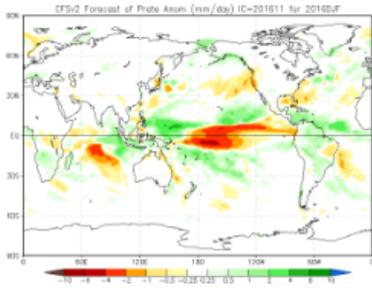 CFSv2 Forecast of Prate Anom (mm/day) IC=201611 for 2016DJF
90N
60N
30N
EQ
30S
60S
90S
0 60E 120E 180 120W 60W 0
-10 -8 -4 -2 -1 -0.5 -0.25 0.25 0.5 1 2 4 8 10